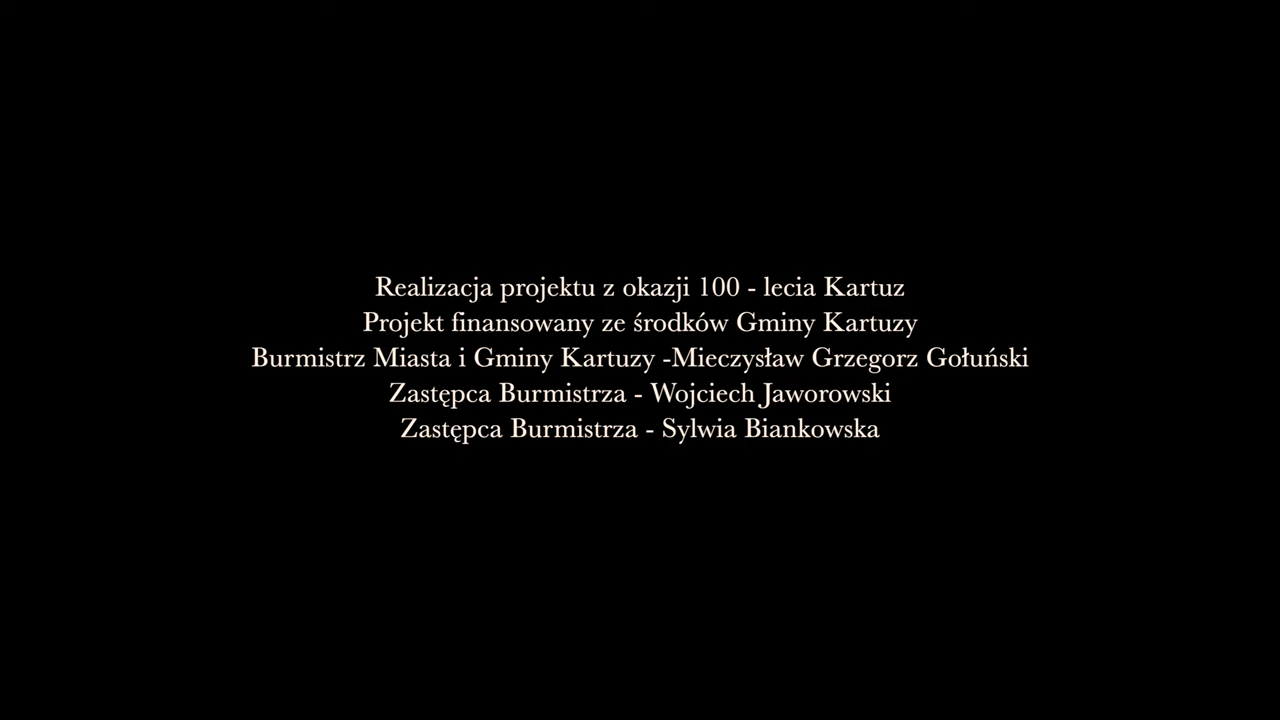 Realizacja projektu z okazji 100 - lecia Kartuz
Projekt finansowany ze środków Gminy Kartuzy
Burmistrz Miasta i Gminy Kartuzy -Mieczysław Grzegorz Gołuński
Zastępca Burmistrza - Wojciech Jaworowski
Zastępca Burmistrza - Sylwia Biankowska